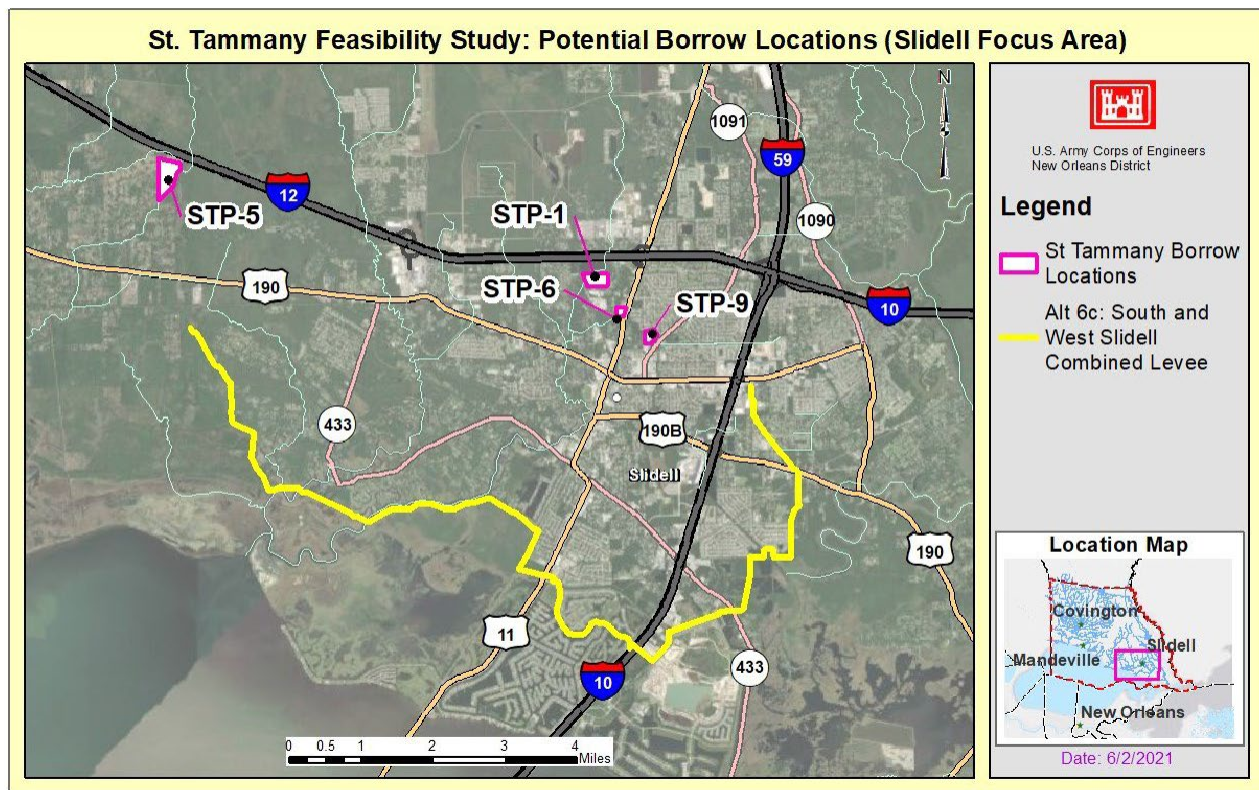 St. Tammany Feasibility Study: Potential Borrow Locations (Slidell Focus Area)
N
1091
59
12
STP-5
STP-1
1090
190
STP-6
STP-9
10
433
190B
Slidell
190
11
10
433
0 0.5 1 2 3 4
Miles
U.S. Army Corps of Engineers
New Orleans District
Legend
St Tammany Borrow
Locations
Alt 6c: South and
West Slidell
Combined Levee
Location Map
Covington
Slidell
Mandeville
New Orleans
Date: 6/2/2021